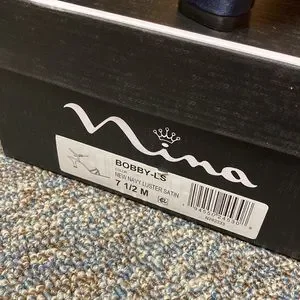 Nina
BOBBY-LS
NEW NAVY LUSTER SATIN
7 1/2 M